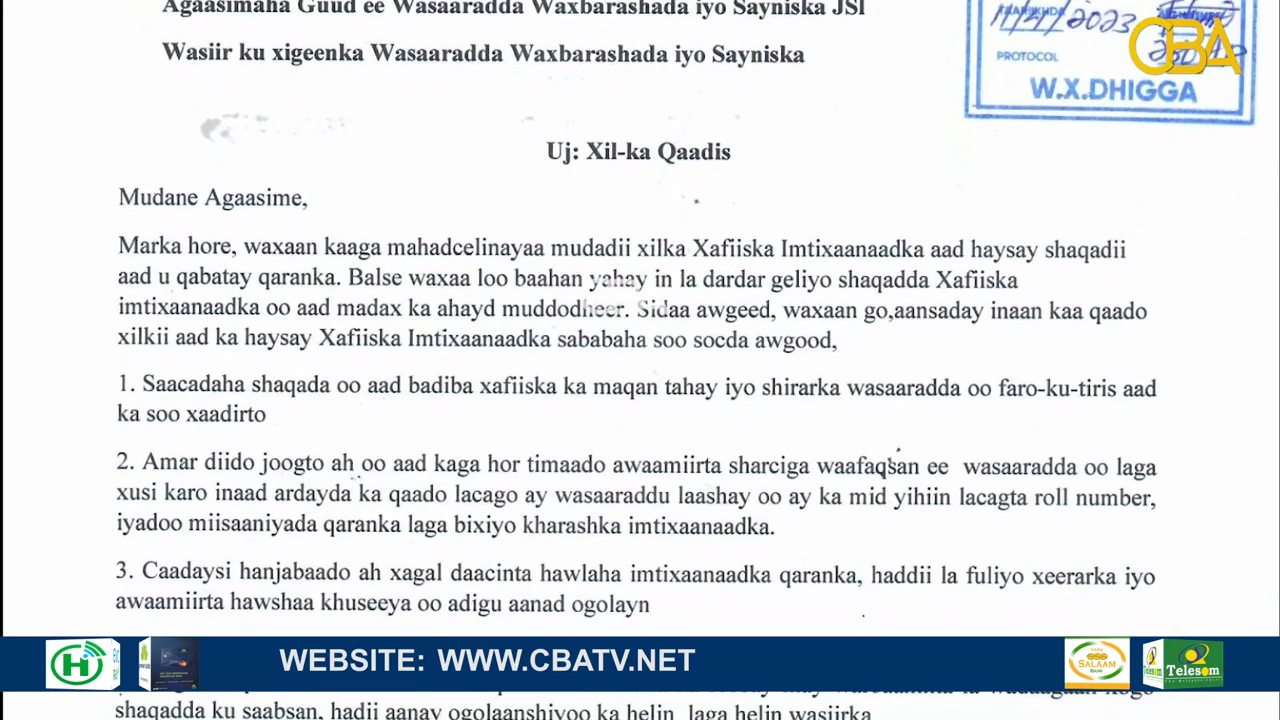 Agaasimaha Guud ee Wasaaradda Waxbarashada iyo Sayniska JSL
Wasiir ku xigeenka Wasaaradda Waxbarashada iyo Sayniska
2023
CBA
PROTOCOL
W.X.DHIGGA
Uj: Xil-ka Qaadis
Mudane Agaasime,
Marka hore, waxaan kaaga mahadcelinayaa mudadii xilka Xafiiska Imtixaanaadka aad haysay shaqadii
aad u qabatay qaranka. Balse waxaa loo baahan yahay in la dardar geliyo shaqadda Xafiiska
imtixaanaadka oo aad madax ka ahayd muddodheer. Sidaa awgeed, waxaan go,aansaday inaan kaa qaado
xilkii aad ka haysay Xafiiska Imtixaanaadka sababaha soo socda awgood,
1. Saacadaha shaqada oo aad badiba xafiiska ka maqan tahay iyo shirarka wasaaradda oo faro-ku-tiris aad
ka soo xaadirto
2. Amar diido joogto ah oo aad kaga hor timaado awaamiirta sharciga waafaqsan ee wasaaradda oo laga
xusi karo inaad ardayda ka qaado lacago ay wasaaraddu laashay oo ay ka mid yihiin lacagta roll number,
iyadoo miisaaniyada qaranka laga bixiyo kharashka imtixaanaadka.
3. Caadaysi hanjabaado ah xagal daacinta hawlaha imtixaanaadka qaranka, haddii la fuliyo xeerarka iyo
awaamiirta hawshaa khuseeya oo adigu aanad ogolayn
WEBSITE: WWW.CBATV.NET
SALAAM
BANK
Telesom
shaqadda ku saabsan, hadii aanay ogolaanshiyoo ka helin laga helin wasiirka